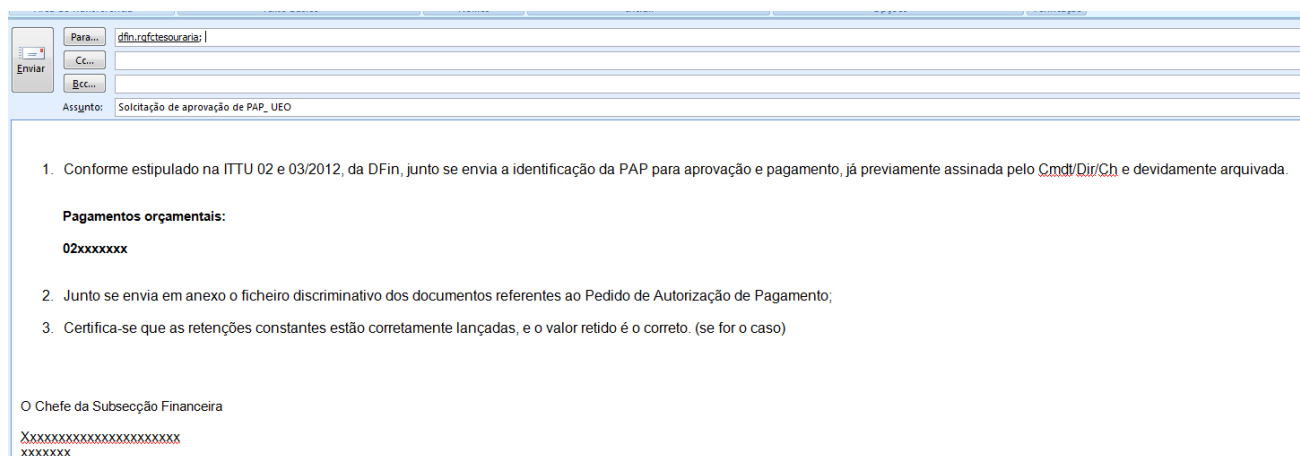 Para...
dfin.rqfctesouraria;
Enviar
Cc...
Bcc...
Assunto:
Solcitação de aprovação de PAP_ UEO
1. Conforme estipulado na ITTU 02 e 03/2012, da DFin, junto se envia a identificação da PAP para aprovação e pagamento, já previamente assinada pelo Cmdt/Dir/Ch e devidamente arquivada.
Pagamentos orçamentais:
02xxxxxxx
2. Junto se envia em anexo o ficheiro discriminativo dos documentos referentes ao Pedido de Autorização de Pagamento;
3. Certifica-se que as retenções constantes estão corretamente lançadas, e o valor retido é o correto. (se for o caso)
O Chefe da Subsecção Financeira
Xxxxxxxxxxxxxxxxxxxxxx
xxxxxxx